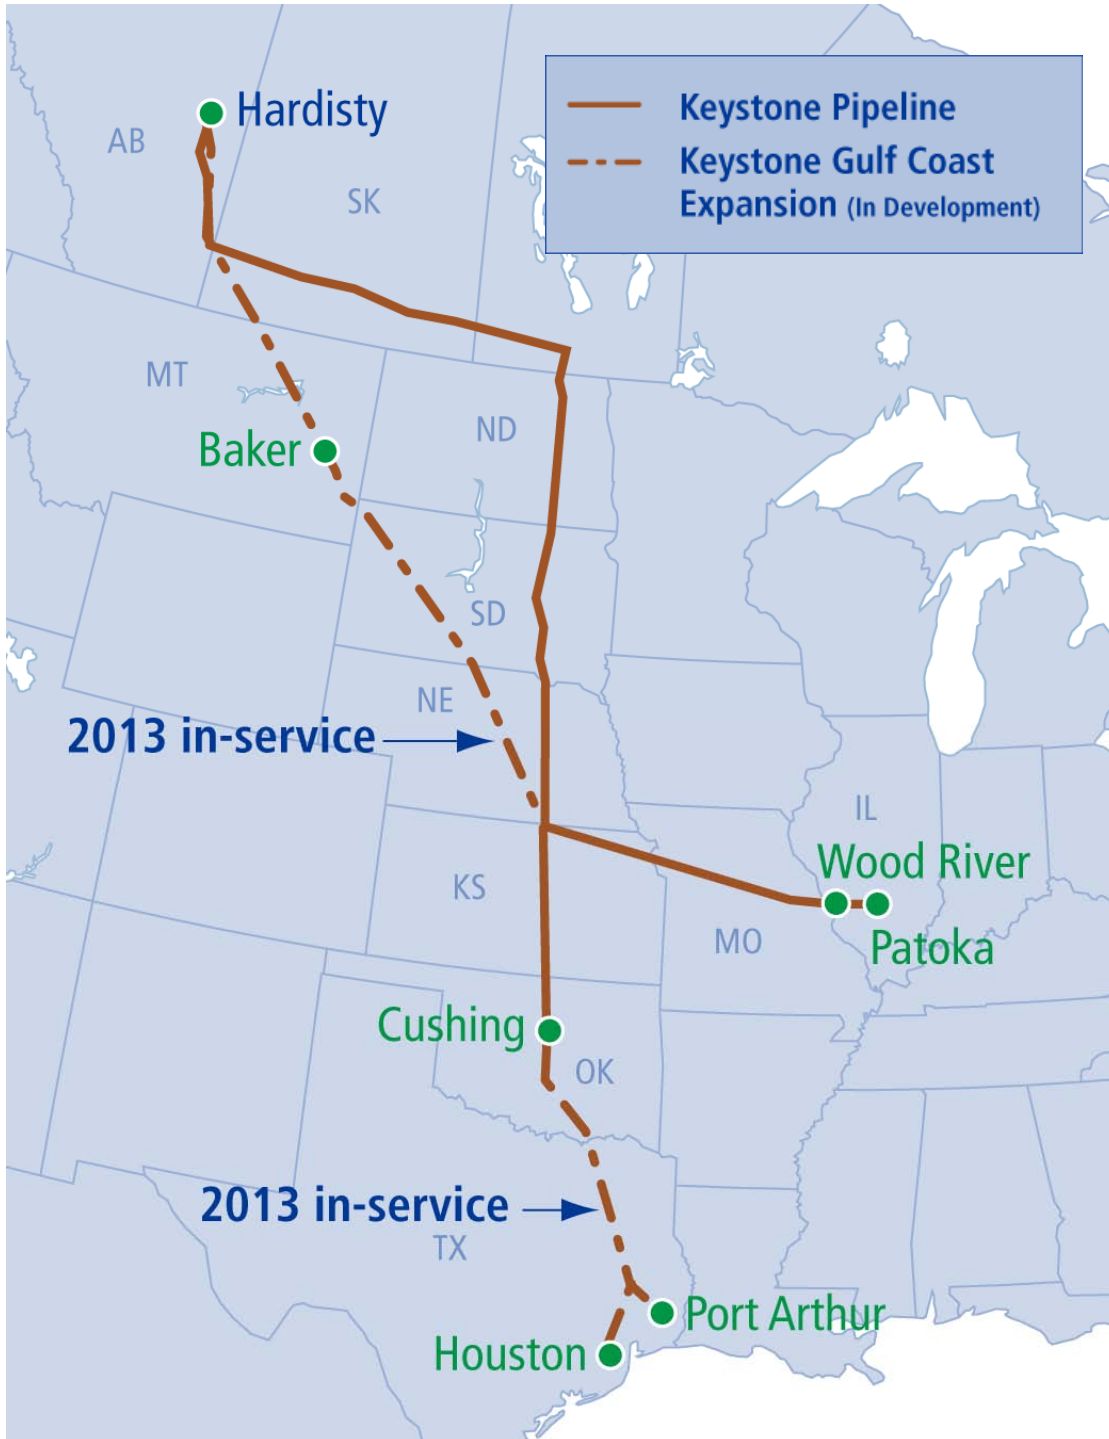 Hardisty
Keystone Pipeline
Keystone Gulf Coast
Expansion (In Development)
AB
SK
MT
ND
Baker
SD
NE
2013 in-service
IL
Wood River
KS
MO
Patoka
Cushing
OK
2013 in-service
TX
Port Arthur
Houston